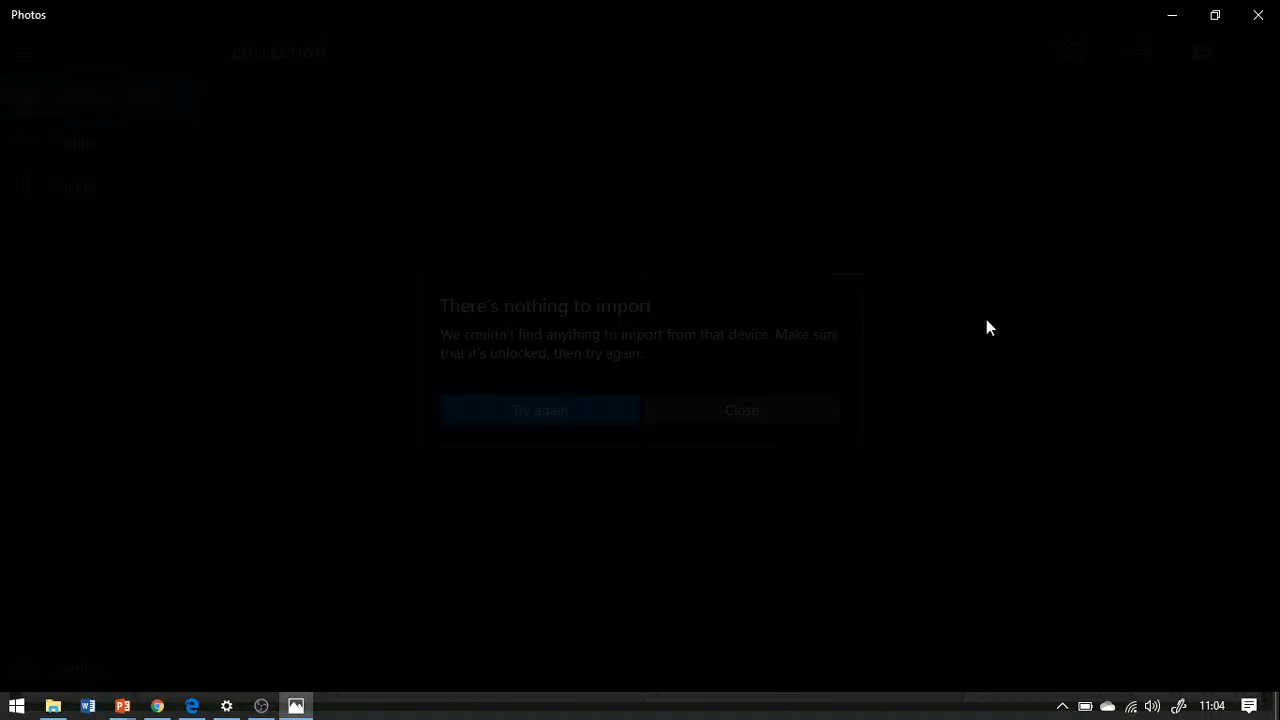 Photos
COLLECTION
There's nothing to import
We couldn't find anything to import from that device. Make sure
that it's unlocked, then try again.
Try again
Close
11:04